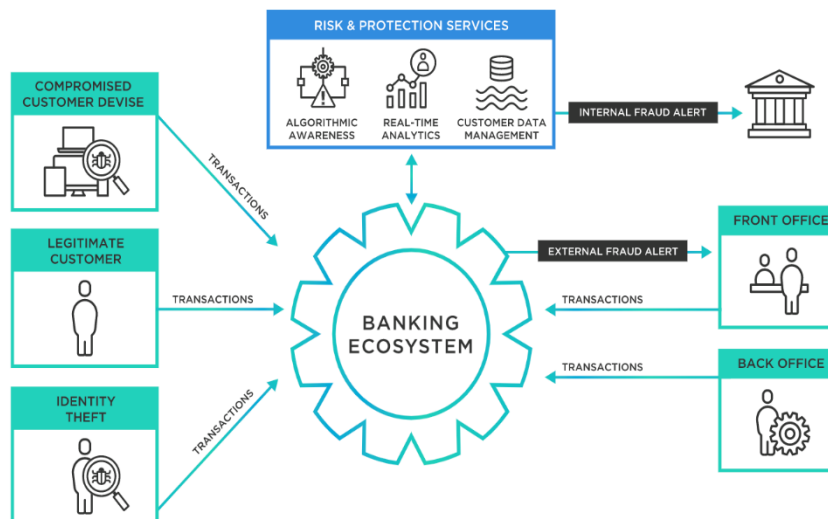 RISK & PROTECTION SERVICES
ALGORITHMIC
AWARENESS
REAL-TIME
ANALYTICS
CUSTOMER DATA
MANAGEMENT
INTERNAL FRAUD ALERT
COMPROMISED
CUSTOMER DEVISE
TRANSACTIONS
LEGITIMATE
CUSTOMER
TRANSACTIONS
IDENTITY
THEFT
TRANSACTIONS
BANKING
ECOSYSTEM
EXTERNAL FRAUD ALERT
FRONT OFFICE
TRANSACTIONS
BACK OFFICE
TRANSACTIONS